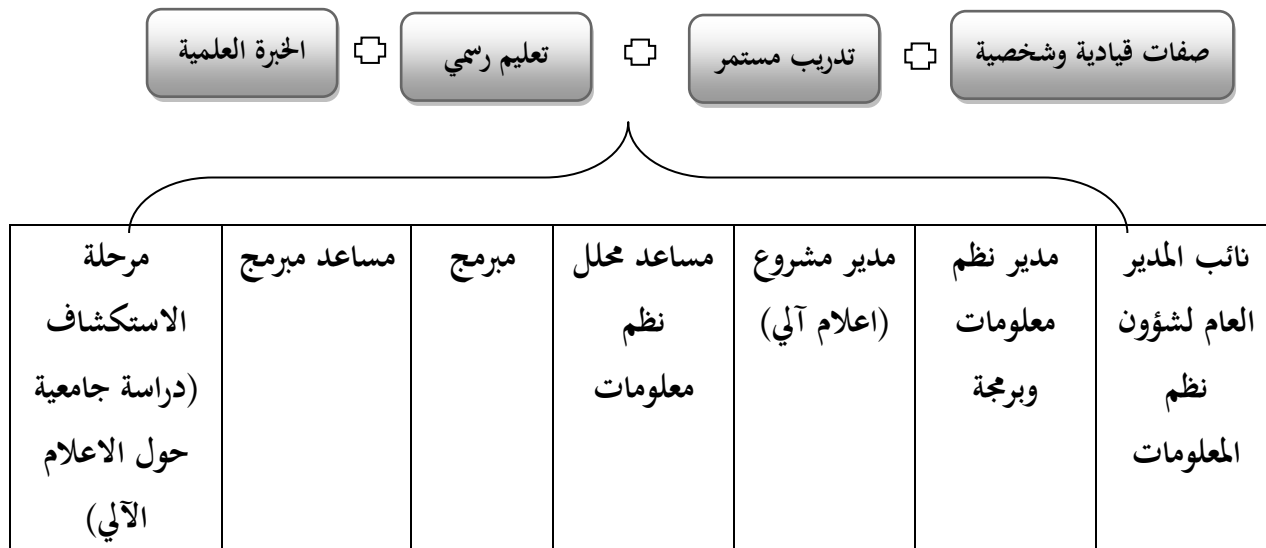 صفات قيادية وشخصية
تدريب مستمر
تعليم رسمي
الخبرة العلمية
نائب المدير
العام لشؤون
نظم
المعلومات
مدير نظم
معلومات
وبرمجة
مدير مشروع
(اعلام آلي)
مساعد محلل
نظم
معلومات
مبرمج
مساعد مبرمج
مرحلة
الاستكشاف
(دراسة جامعية
حول الاعلام
الآلي)